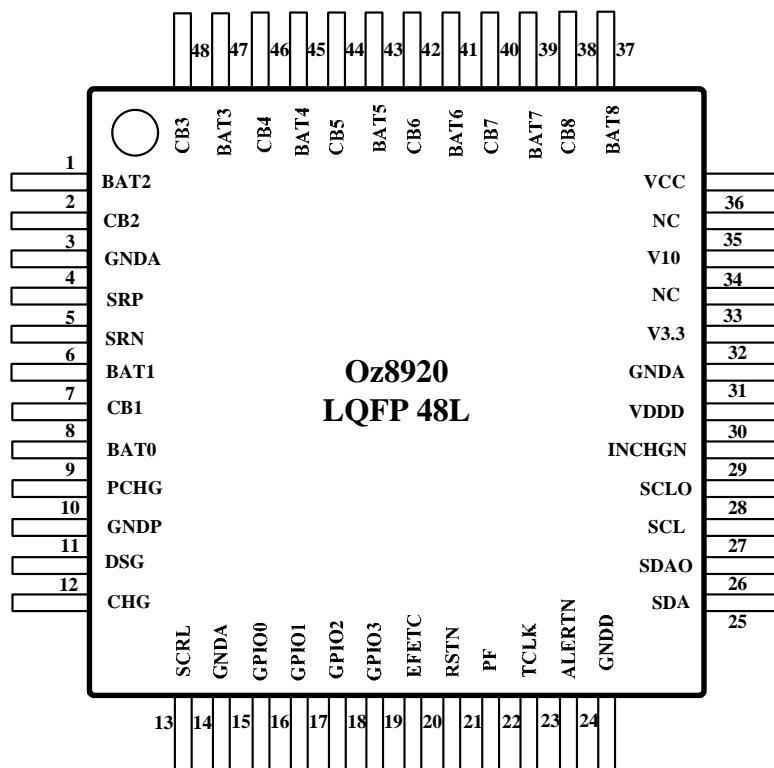 48 47 46 45 44 43 42 41 40 39 38 37
CB3 BAT3 CB4 BAT4 CB5 BAT5 CB6 BAT6 CB7 BAT7 CB8 BAT8
1 BAT2
2 CB2
3 GNDA
4 SRP
5 SRN
6 BAT1
7 CB1
8 BAT0
9 PCHG
10 GNDP
11 DSG
12 CHG
Oz8920
LQFP 48L
VCC 36
NC 35
V10 34
NC 33
V3.3 32
GNDA 31
VDDD 30
INCHGN 29
SCLO 28
SCL 27
SDAO 26
SDA 25
SCRL GNDA GPIO0 GPIO1 GPIO2 GPIO3 EFETC RSTN PF TCLK ALERTN GNDD
13 14 15 16 17 18 19 20 21 22 23 24